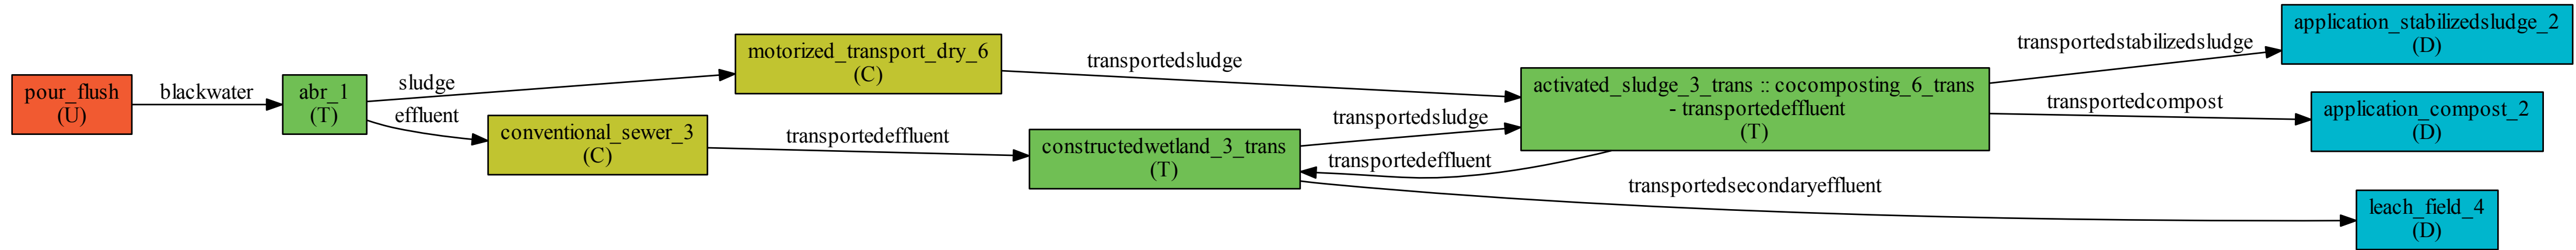 pour_flush
(U)
blackwater
abr_1
(T)
sludge
effluent
motorized_transport_dry_6
(C)
conventional_sewer_3
(C)
transportedsludge
transportedeffluent
constructedwetland_3_trans
(T)
transportedsludge
transportedeffluent
activated_sludge_3_trans :: cocomposting_6_trans
- transportedeffluent
(T)
transportedsecondaryeffluent
transportedstabilizedsludge
transportedcompost
application_stabilizedsludge_2
(D)
application_compost_2
(D)
leach_field_4
(D)